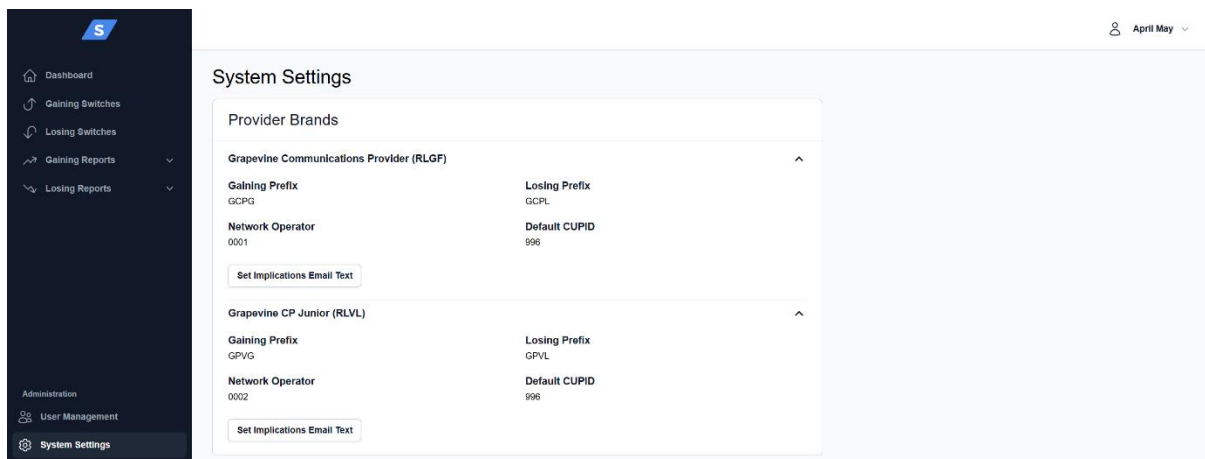 S
April May
Dashboard
Gaining Switches
Losing Switches
Gaining Reports
Losing Reports
Administration
User Management
System Settings
System Settings
Provider Brands
Grapevine Communications Provider (RLGF)
Gaining Prefix
GCPG
Losing Prefix
GCPL
Network Operator
0001
Default CUPID
996
Set Implications Email Text
Grapevine CP Junior (RLVL)
Gaining Prefix
GPVG
Losing Prefix
GPVL
Network Operator
0002
Default CUPID
996
Set Implications Email Text